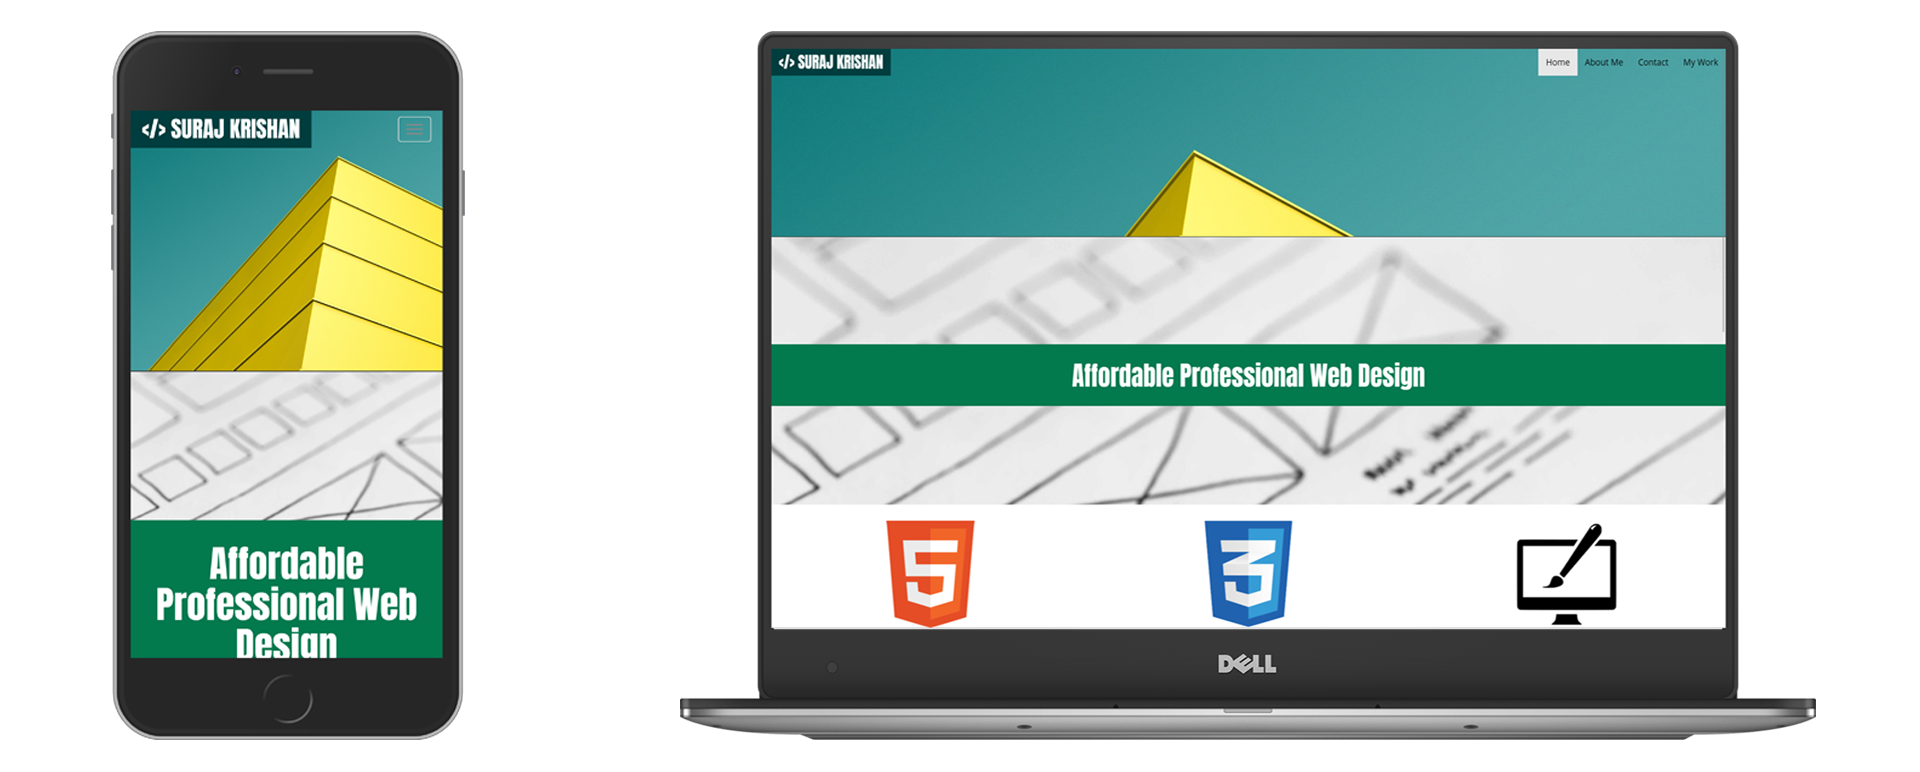 </> SURAJ KRISHAN
Affordable
Professional Web
Design
</> SURAJ KRISHAN
Home About Me Contact My Work
Affordable Professional Web Design
5
3
DELL